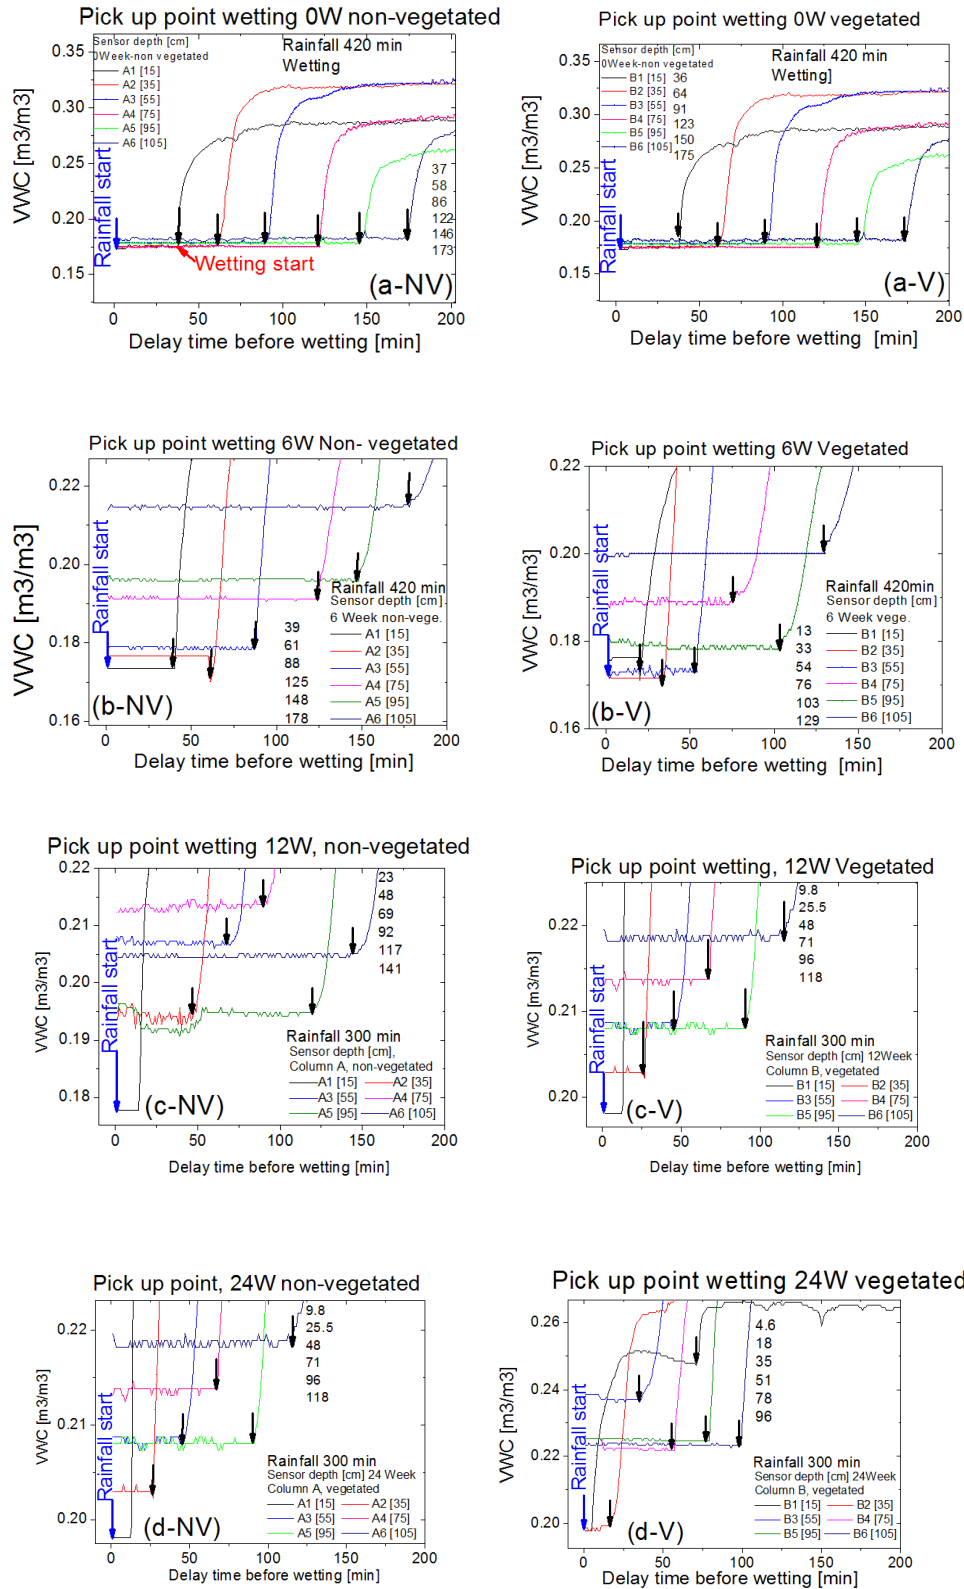 Pick up point wetting 0W non-vegetated
Sensor depth [cm]
0Week-non vegetated
A1 [15]
A2 [35]
A3 [55]
A4 [75]
A5 [95]
A6 [105]
Rainfall 420 min
Wetting
0.35
0.30
0.25
0.20
0.15
VWC [m3/m3]
Rainfall start
Wetting start
37
58
86
122
146
173
(a-NV)
0
50
100
150
200
Delay time before wetting [min]
Pick up point wetting 0W vegetated
Sensor depth [cm]
0Week-non vegetated
B1 [15]
B2 [35]
B3 [55]
B4 [75]
B5 [95]
B6 [105]
36
64
91
123
150
175
Rainfall 420 min
Wetting]
0.35
0.30
0.25
0.20
0.15
VWC [m3/m3]
Rainfall start
(a-V)
0
50
100
150
200
Delay time before wetting [min]
Pick up point wetting 6W Non- vegetated
0.22
0.20
0.18
0.16
VWC [m3/m3]
Rainfall start
39
61
88
125
148
178
Rainfall 420 min
Sensor depth [cm]
6 Week non-vege.
A1 [15]
A2 [35]
A3 [55]
A4 [75]
A5 [95]
A6 [105]
(b-NV)
0
50
100
150
200
Delay time before wetting [min]
Pick up point wetting 6W Vegetated
0.22
0.20
0.18
0.16
VWC [m3/m3]
Rainfall start
13
33
54
76
103
129
Rainfall 420min
Sensor depth [cm]
6 Week vege.
B1 [15]
B2 [35]
B3 [55]
B4 [75]
B5 [95]
B6 [105]
(b-V)
0
50
100
150
200
Delay time before wetting [min]
Pick up point wetting 12W, non-vegetated
0.22
0.21
0.20
0.19
0.18
VWC [m3/m3]
Rainfall start
23
48
69
92
117
141
Rainfall 300 min
Sensor depth [cm],
Column A, non-vegetated
A1 [15] A2 [35]
A3 [55] A4 [75]
A5 [95] A6 [105]
(c-NV)
0
50
100
150
200
Delay time before wetting [min]
Pick up point wetting, 12W Vegetated
0.22
0.21
0.20
VWC [m3/m3]
Rainfall start
9.8
25.5
48
71
96
118
Rainfall 300 min
Sensor depth [cm] 12Week
Column B, vegetated
B1 [15] B2 [35]
B3 [55] B4 [75]
B5 [95] B6 [105]
(c-V)
0
50
100
150
200
Delay time before wetting [min]
Pick up point, 24W non-vegetated
0.22
0.21
0.20
VWC [m3/m3]
Rainfall start
9.8
25.5
48
71
96
118
Rainfall 300 min
Sensor depth [cm] 24 Week
Column A, vegetated
A1 [15] A2 [35]
A3 [55] A4 [75]
A5 [95] A6 [105]
(d-NV)
0
50
100
150
200
Delay time before wetting [min]
Pick up point wetting 24W vegetated
0.26
0.24
0.22
0.20
VWC [m3/m3]
Rainfall start
4.6
18
35
51
78
96
Rainfall 300 min
Sensor depth [cm] 24Week
Column B, vegetated
B1 [15] B2 [35]
B3 [55] B4 [75]
B5 [95] B6 [105]
(d-V)
0
50
100
150
200
Delay time before wetting [min]